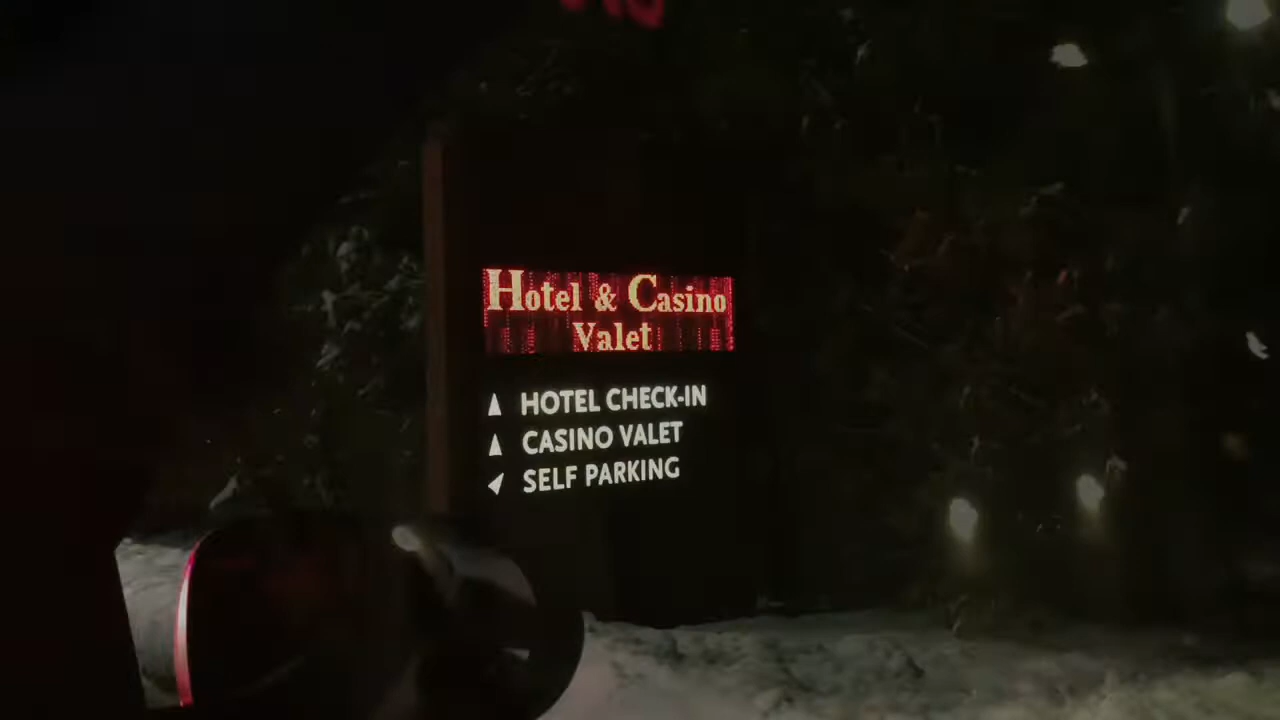 Hotel & Casino
Valet
HOTEL CHECK-IN
CASINO VALET
SELF PARKING